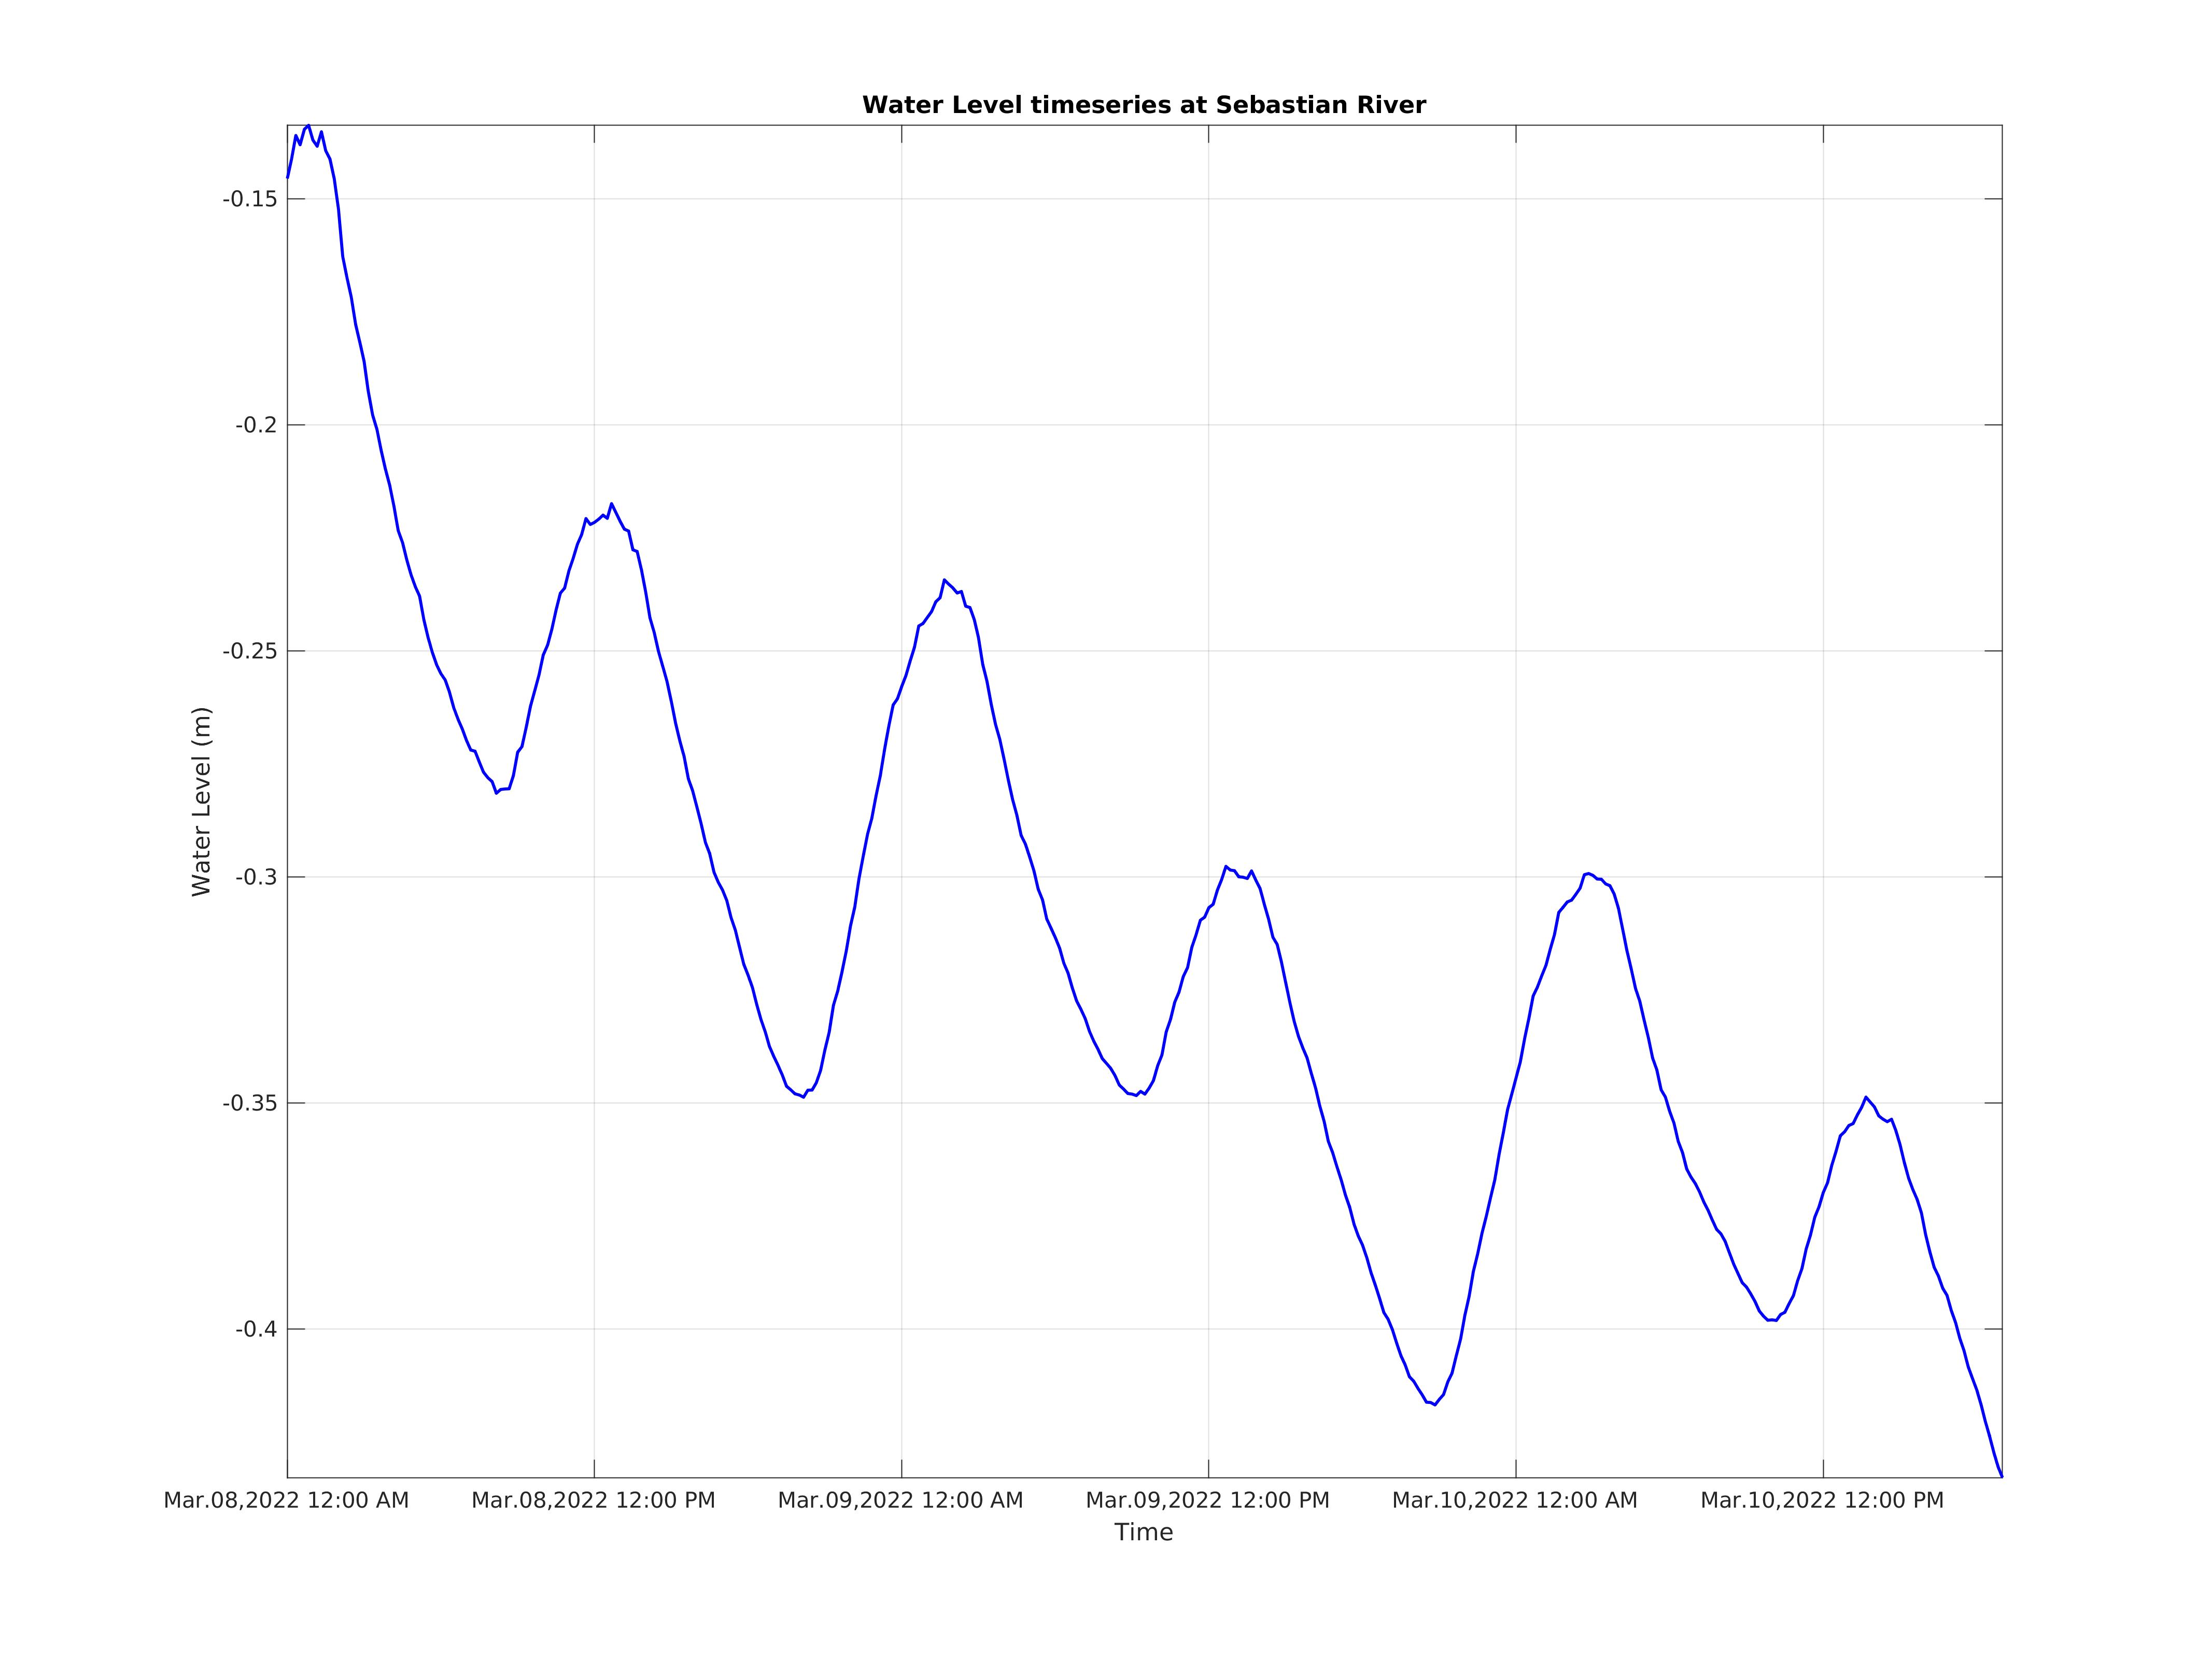 Water Level timeseries at Sebastian River
-0.15
-0.2
-0.25
-0.3
-0.35
-0.4
Water Level (m)
Mar.08,2022 12:00 AM
Mar.08,2022 12:00 PM
Mar.09,2022 12:00 AM
Mar.09,2022 12:00 PM
Mar.10,2022 12:00 AM
Mar.10,2022 12:00 PM
Time